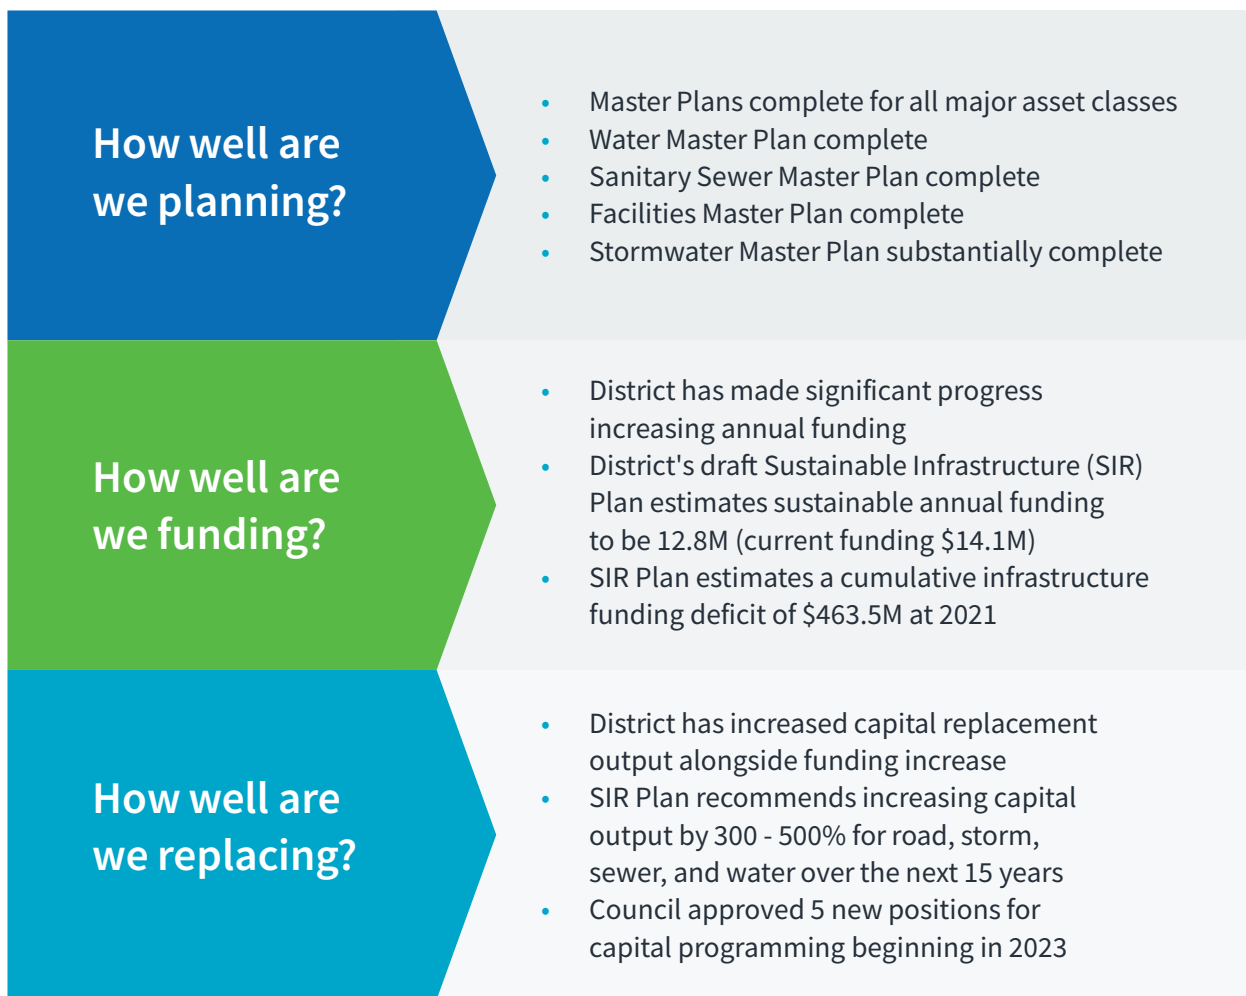 How well are
we planning?
• Master Plans complete for all major asset classes
• Water Master Plan complete
• Sanitary Sewer Master Plan complete
• Facilities Master Plan complete
• Stormwater Master Plan substantially complete
How well are
we funding?
• District has made significant progress
increasing annual funding
• District's draft Sustainable Infrastructure (SIR)
Plan estimates sustainable annual funding
to be 12.8M (current funding $14.1M)
• SIR Plan estimates a cumulative infrastructure
funding deficit of $463.5M at 2021
How well are
we replacing?
• District has increased capital replacement
output alongside funding increase
• SIR Plan recommends increasing capital
output by 300 - 500% for road, storm,
sewer, and water over the next 15 years
• Council approved 5 new positions for
capital programming beginning in 2023